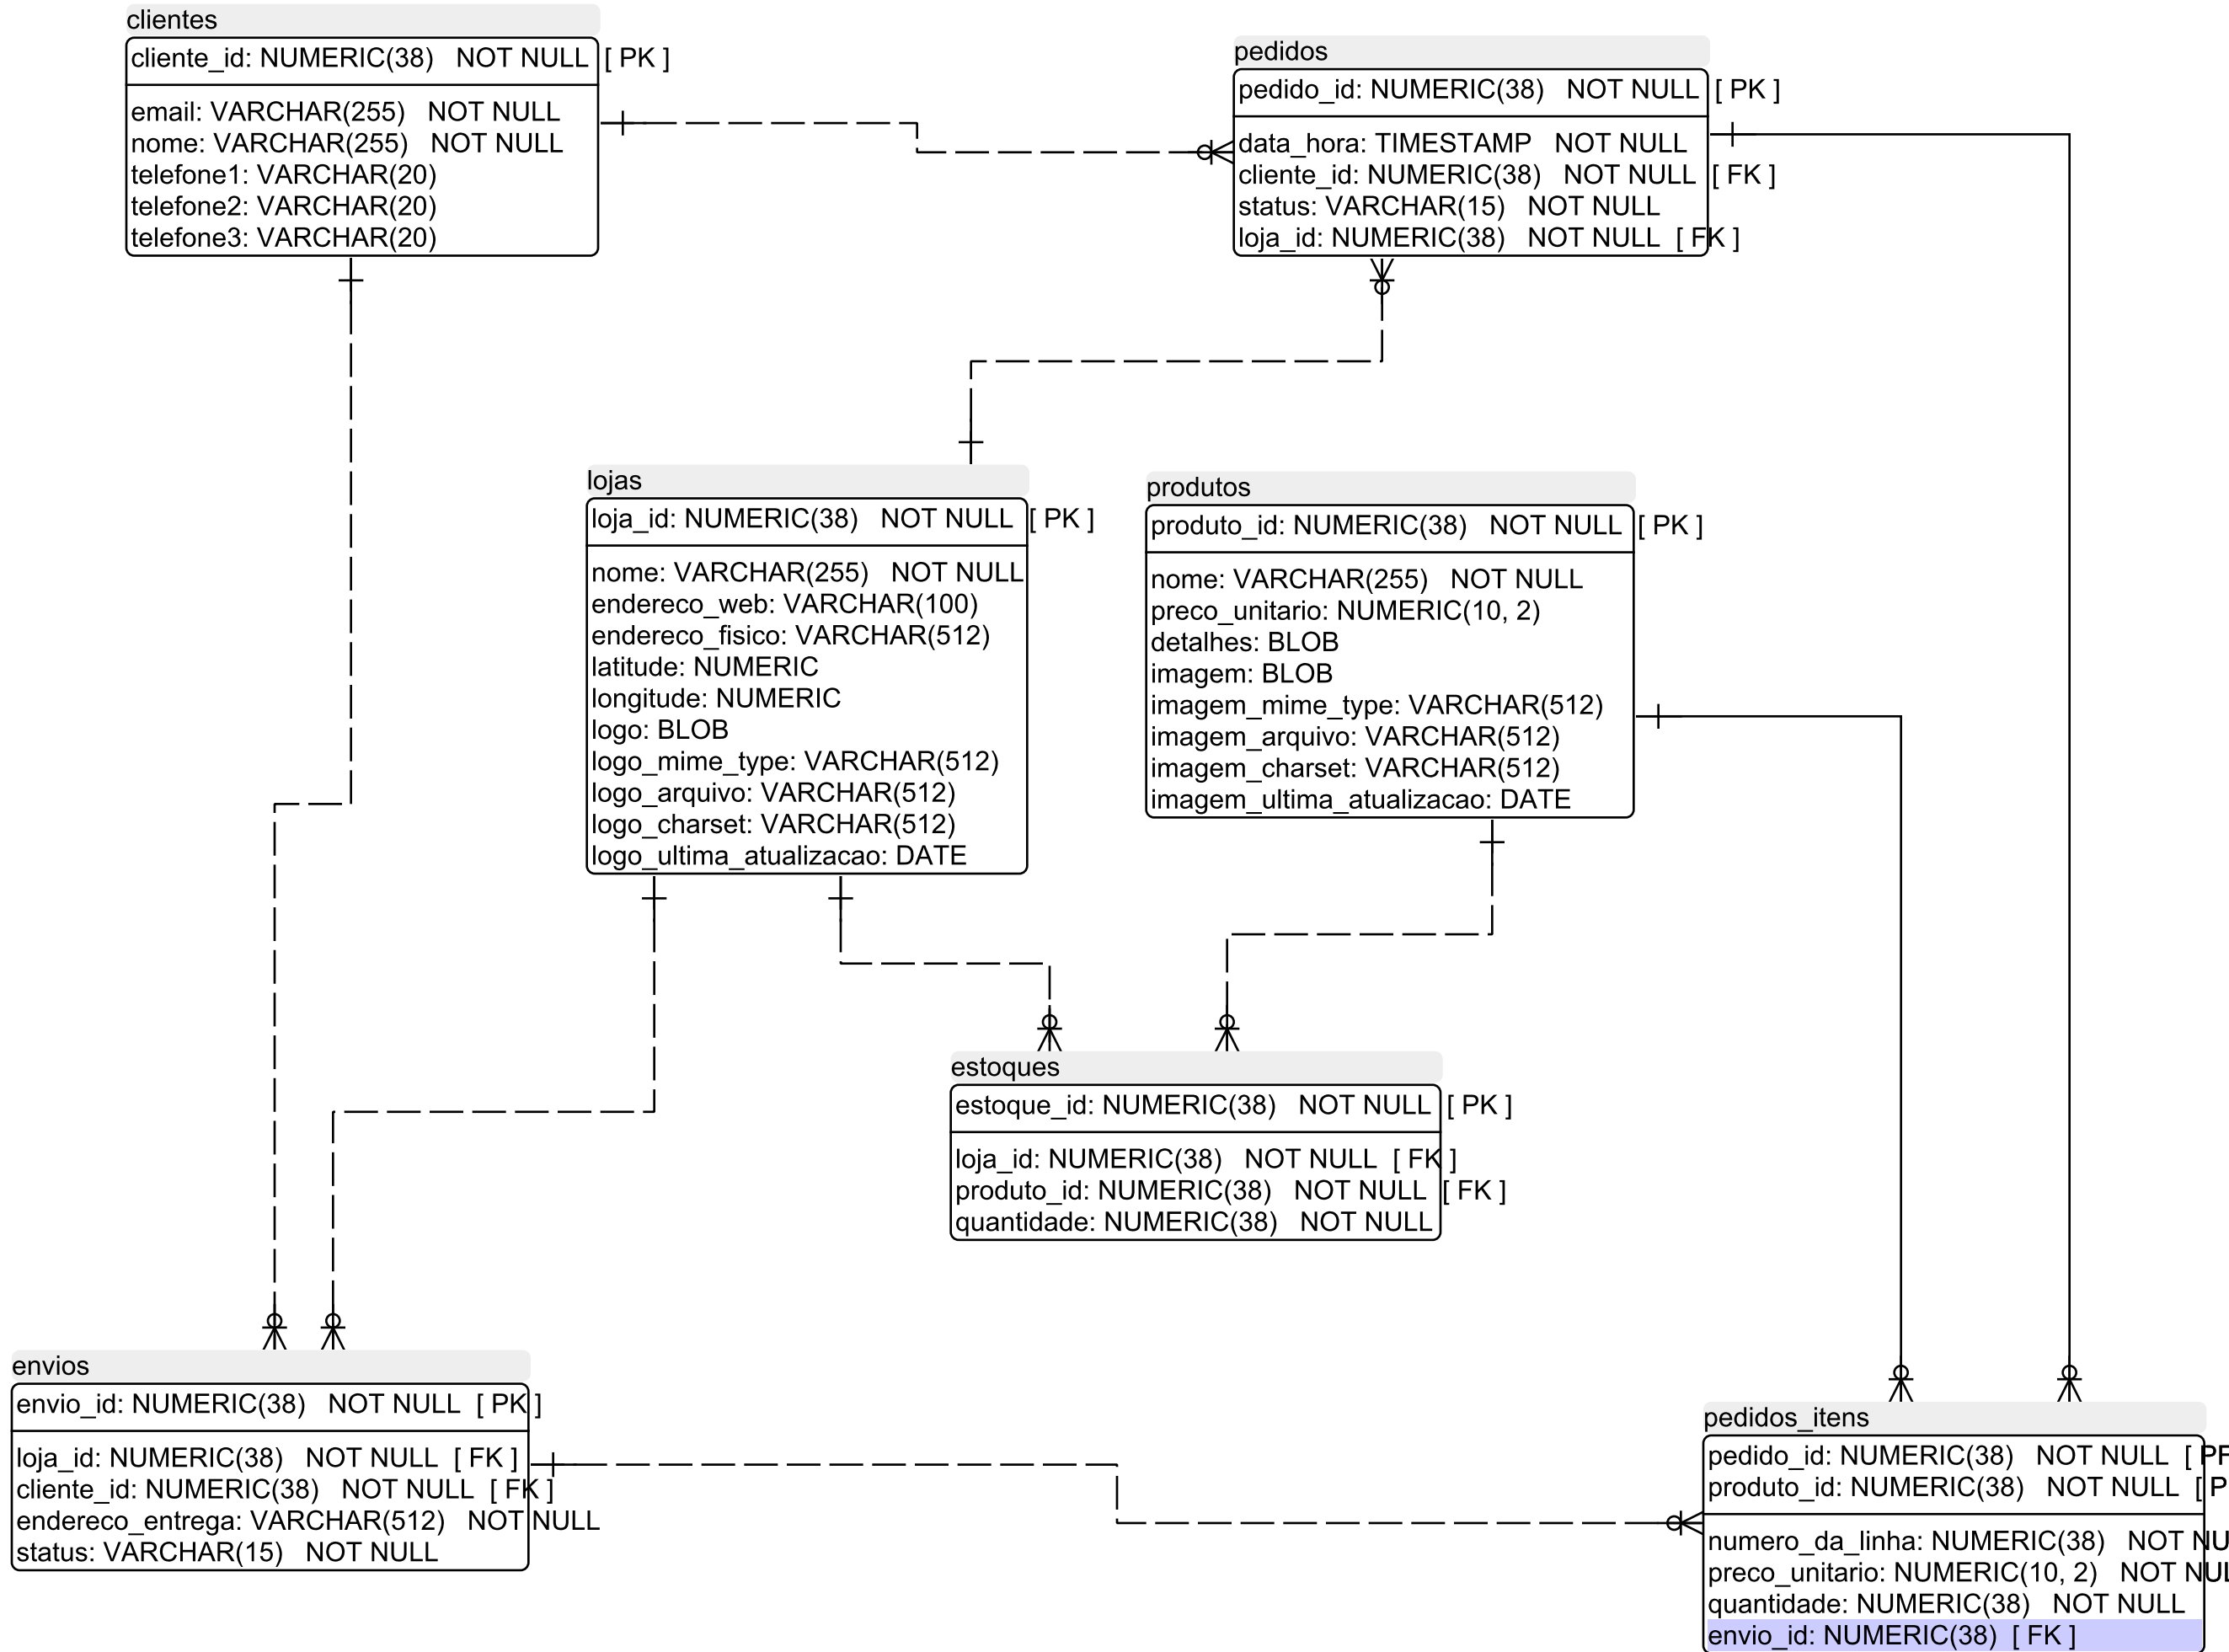 clientes
cliente_id: NUMERIC(38) NOT NULL [ PK ]
email: VARCHAR(255) NOT NULL
nome: VARCHAR(255) NOT NULL
telefone1: VARCHAR(20)
telefone2: VARCHAR(20)
telefone3: VARCHAR(20)
pedidos
pedido_id: NUMERIC(38) NOT NULL [ PK ]
data_hora: TIMESTAMP NOT NULL
cliente_id: NUMERIC(38) NOT NULL [ FK ]
status: VARCHAR(15) NOT NULL
loja_id: NUMERIC(38) NOT NULL [ FK ]
lojas
loja_id: NUMERIC(38) NOT NULL [ PK ]
nome: VARCHAR(255) NOT NULL
endereco_web: VARCHAR(100)
endereco_fisico: VARCHAR(512)
latitude: NUMERIC
longitude: NUMERIC
logo: BLOB
logo_mime_type: VARCHAR(512)
logo_arquivo: VARCHAR(512)
logo_charset: VARCHAR(512)
logo_ultima_atualizacao: DATE
produtos
produto_id: NUMERIC(38) NOT NULL [ PK ]
nome: VARCHAR(255) NOT NULL
preco_unitario: NUMERIC(10, 2)
detalhes: BLOB
imagem: BLOB
imagem_mime_type: VARCHAR(512)
imagem_arquivo: VARCHAR(512)
imagem_charset: VARCHAR(512)
imagem_ultima_atualizacao: DATE
estoques
estoque_id: NUMERIC(38) NOT NULL [ PK ]
loja_id: NUMERIC(38) NOT NULL [ FK ]
produto_id: NUMERIC(38) NOT NULL [ FK ]
quantidade: NUMERIC(38) NOT NULL
envios
envio_id: NUMERIC(38) NOT NULL [ PK ]
loja_id: NUMERIC(38) NOT NULL [ FK ]
cliente_id: NUMERIC(38) NOT NULL [ FK ]
endereco_entrega: VARCHAR(512) NOT NULL
status: VARCHAR(15) NOT NULL
pedidos_itens
pedido_id: NUMERIC(38) NOT NULL [
produto_id: NUMERIC(38) NOT NULL [ P
numero_da_linha: NUMERIC(38) NOT NU
preco_unitario: NUMERIC(10, 2) NOT NUL
quantidade: NUMERIC(38) NOT NULL
envio_id: NUMERIC(38) [ FK ]